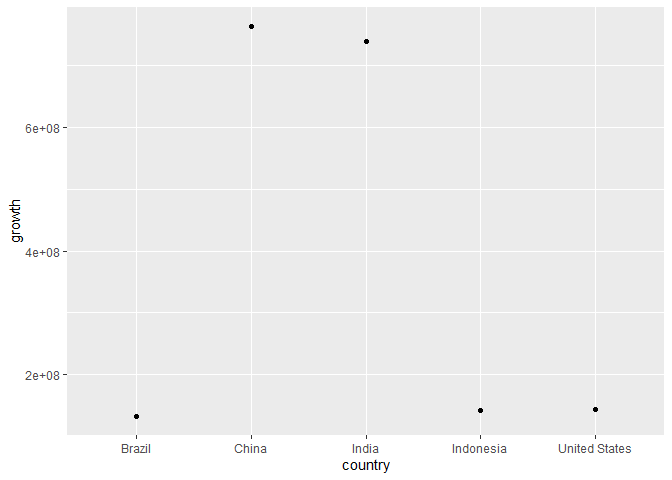 growth
6e+08
4e+08
2e+08
Brazil China India Indonesia United States
country